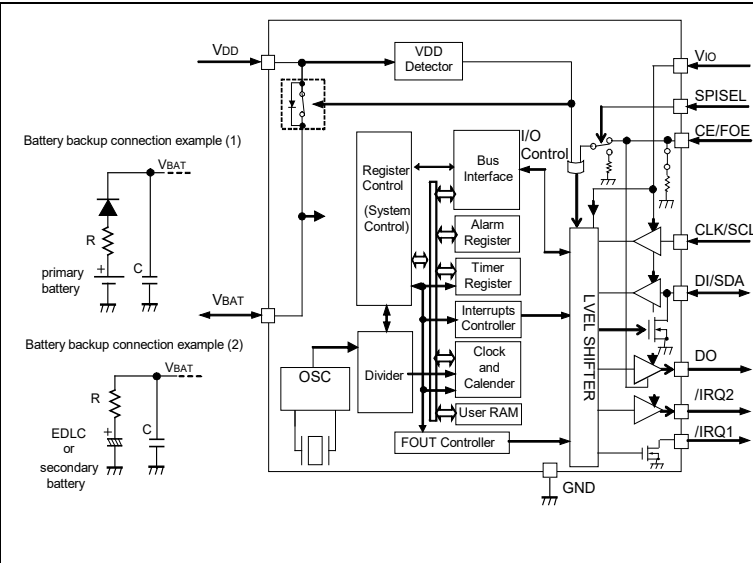 VDD
VDD
Detector
VIO
SPISEL
CE/FOE
I/O
Control
Battery backup connection example (1)
VBAT
R
+
C
primary
battery
Register
Control
(System
Control)
Bus
Interface
Alarm
Register
CLK/SCL
Timer
Register
DI/SDA
VBAT
Interrupts
Controller
LVEL SHIFTER
Battery backup connection example (2)
VBAT
R
+
C
EDLC
or
secondary
battery
OSC
Divider
Clock
and
Calender
DO
User RAM
/IRQ2
FOUT Controller
/IRQ1
GND